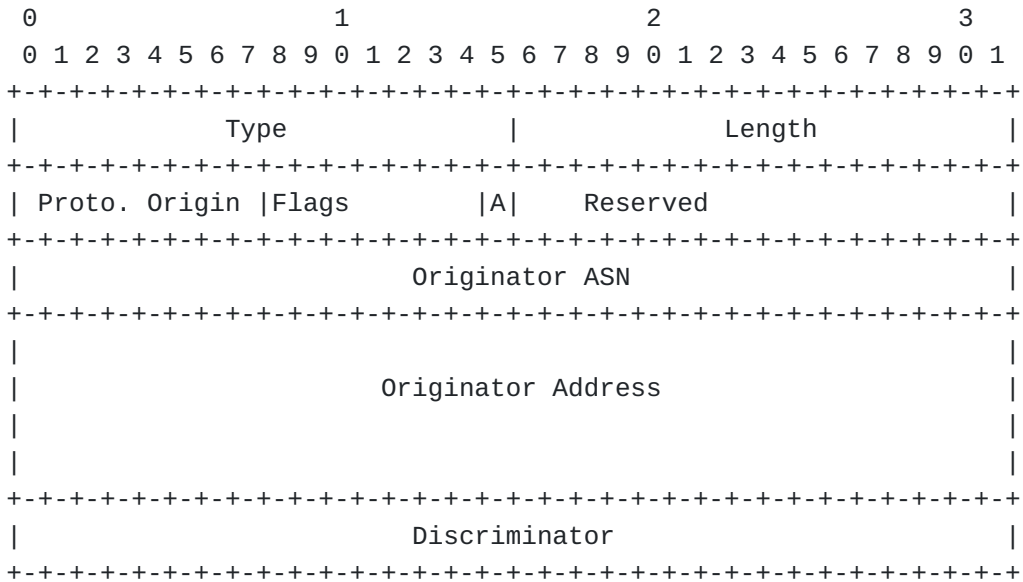 0                   1                   2                   3
 0 1 2 3 4 5 6 7 8 9 0 1 2 3 4 5 6 7 8 9 0 1 2 3 4 5 6 7 8 9 0 1
+-+-+-+-+-+-+-+-+-+-+-+-+-+-+-+-+-+-+-+-+-+-+-+-+-+-+-+-+-+-+-+-+
|             Type              |             Length            |
+-+-+-+-+-+-+-+-+-+-+-+-+-+-+-+-+-+-+-+-+-+-+-+-+-+-+-+-+-+-+-+-+
| Proto. Origin |Flags        |A|    Reserved                   |
+-+-+-+-+-+-+-+-+-+-+-+-+-+-+-+-+-+-+-+-+-+-+-+-+-+-+-+-+-+-+-+-+
|                         Originator ASN                        |
+-+-+-+-+-+-+-+-+-+-+-+-+-+-+-+-+-+-+-+-+-+-+-+-+-+-+-+-+-+-+-+-+
|                                                               |
|                       Originator Address                      |
|                                                               |
|                                                               |
+-+-+-+-+-+-+-+-+-+-+-+-+-+-+-+-+-+-+-+-+-+-+-+-+-+-+-+-+-+-+-+-+
|                         Discriminator                         |
+-+-+-+-+-+-+-+-+-+-+-+-+-+-+-+-+-+-+-+-+-+-+-+-+-+-+-+-+-+-+-+-+